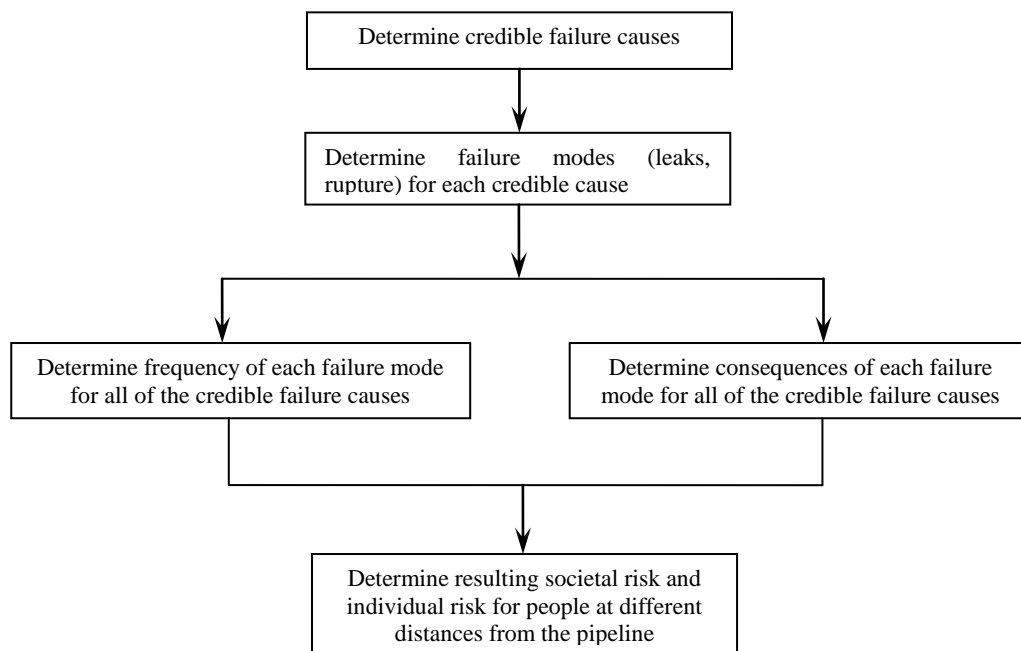 Determine credible failure causes
Determine failure modes (leaks,
rupture) for each credible cause
Determine frequency of each failure mode
for all of the credible failure causes
Determine consequences of each failure
mode for all of the credible failure causes
Determine resulting societal risk and
individual risk for people at different
distances from the pipeline